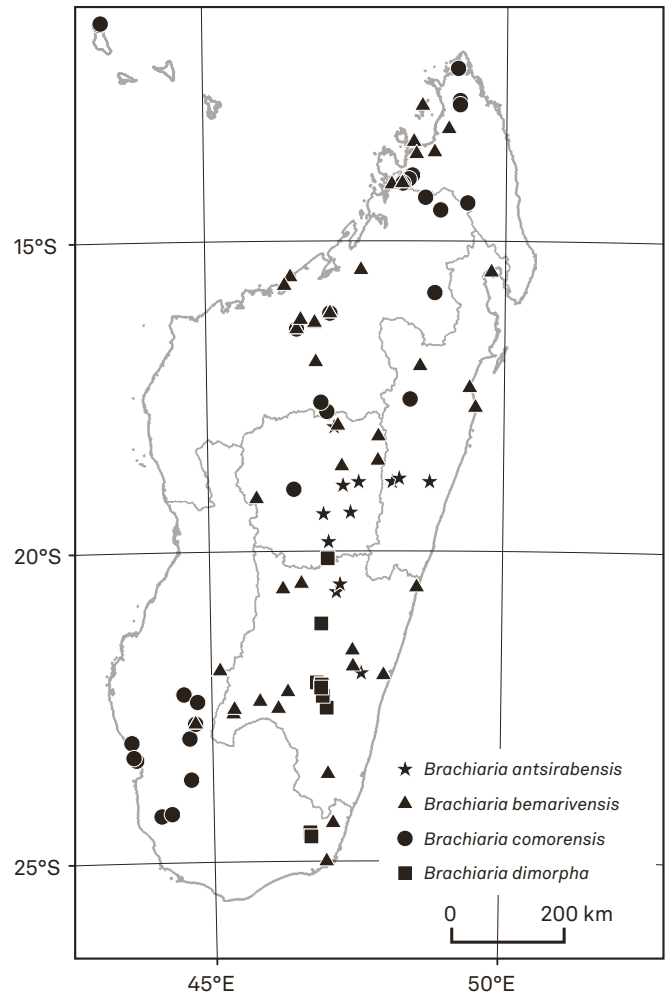 15°S
20°S
25°S
Brachiaria antsirabensis
Brachiaria bemarivensis
Brachiaria comorensis
Brachiaria dimorpha
0 200 km
45°E 50°E